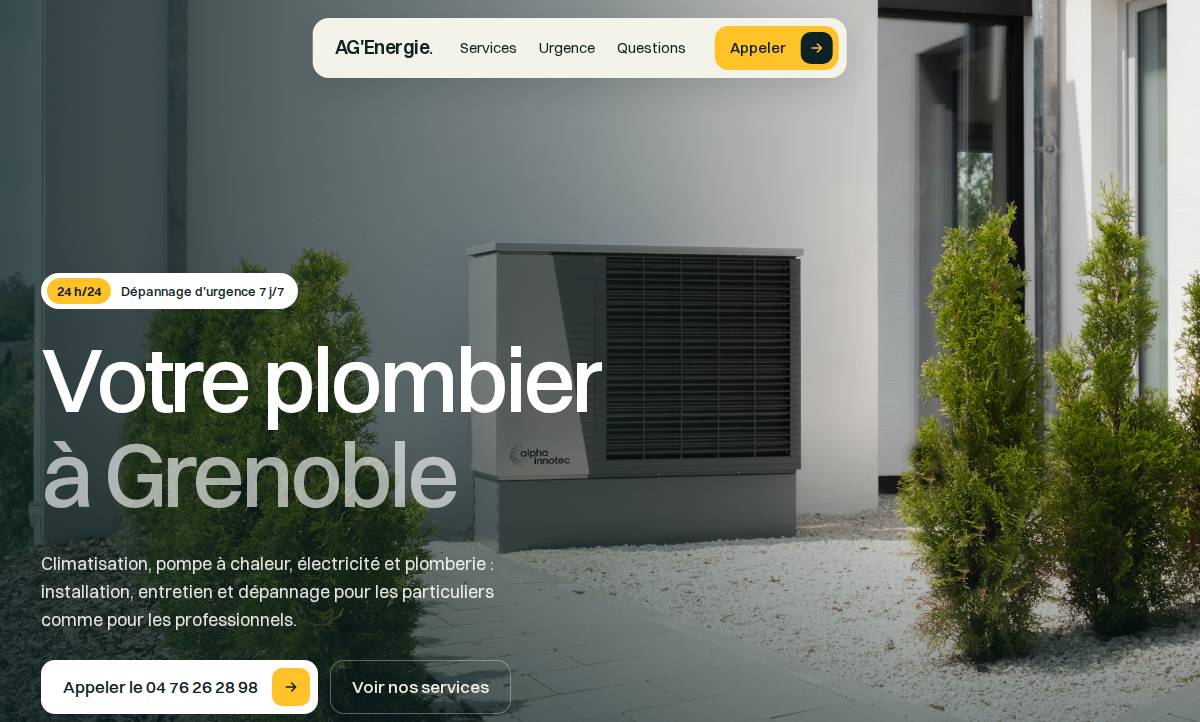 AG'Energie.
Services
Urgence
Questions
Appeler
24 h/24
Dépannage d'urgence 7 j/7
Votre plombier
à Grenoble
alpha
innotec
Climatisation, pompe à chaleur, électricité et plomberie :
installation, entretien et dépannage pour les particuliers
comme pour les professionnels.
Appeler le 04 76 26 28 98
Voir nos services